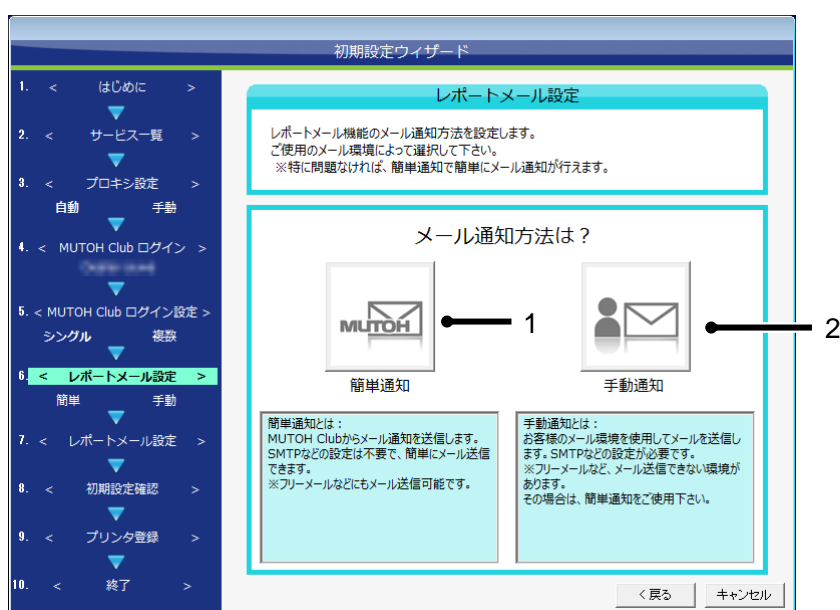 初期設定ウィザード
1. < はじめに >
2. < サービス一覧 >
3. < プロキシ設定 >
自動 手動
4. < MUTOH Club ログイン >
5. < MUTOH Club ログイン設定 >
シングル 複数
6. < レポートメール設定 >
簡単 手動
7. < レポートメール設定 >
8. < 初期設定確認 >
9. < プリンタ登録 >
10. < 終了 >
レポートメール設定
レポートメール機能のメール通知方法を設定します。
ご使用のメール環境によって選択して下さい。
※特に問題なければ、簡単通知で簡単にメール通知が行えます。
メール通知方法は?
MUTOH
1
2
簡単通知
手動通知
簡単通知とは:
MUTOH Clubからメール通知を送信します。
SMTPなどの設定は不要で、簡単にメール送信
できます。
※フリーメールなどにもメール送信可能です。
手動通知とは:
お客様のメール環境を使用してメールを送信し
ます。SMTPなどの設定が必要です。
※フリーメールなど、メール送信できない環境が
あります。
その場合は、簡単通知をご使用下さい。
<戻る
キャンセル